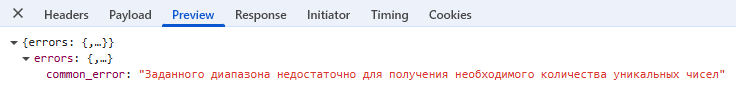 Headers Payload Preview Response Initiator Timing Cookies
{errors: {,…}}
errors: {,…}
common_error: "Заданного диапазона недостаточно для получения необходимого количества уникальных чисел"